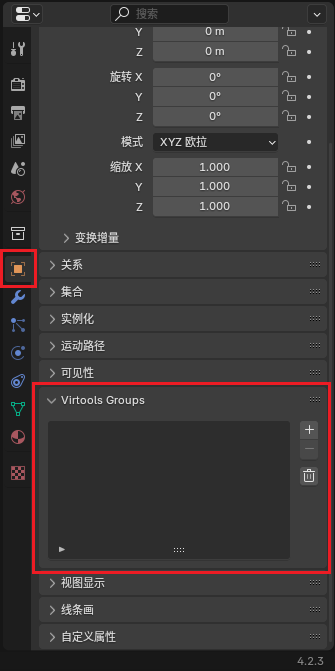 搜索
Y 0 m
Z 0 m
旋转 X 0°
Y 0°
Z 0°
模式 XYZ 欧拉
缩放 X 1.000
Y 1.000
Z 1.000
变换增量
关系
集合
实例化
运动路径
可见性
Virtools Groups
视图显示
线条画
自定义属性
4.2.3